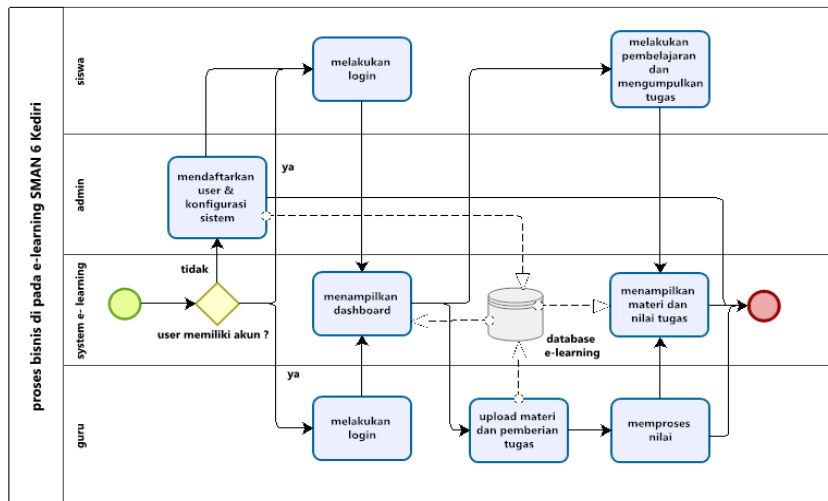 proses bisnis di pada e-learning SMAN 6 Kediri
siswa
melakukan
login
melakukan
pembelajaran
dan
mengumpulkan
tugas
admin
mendaftarkan
user &
konfigurasi
sistem
ya
system e- learning
tidak
user memiliki akun ?
menampilkan
dashboard
database
e-learning
menampilkan
materi dan
nilai tugas
guru
ya
melakukan
login
upload materi
dan pemberian
tugas
memproses
nilai